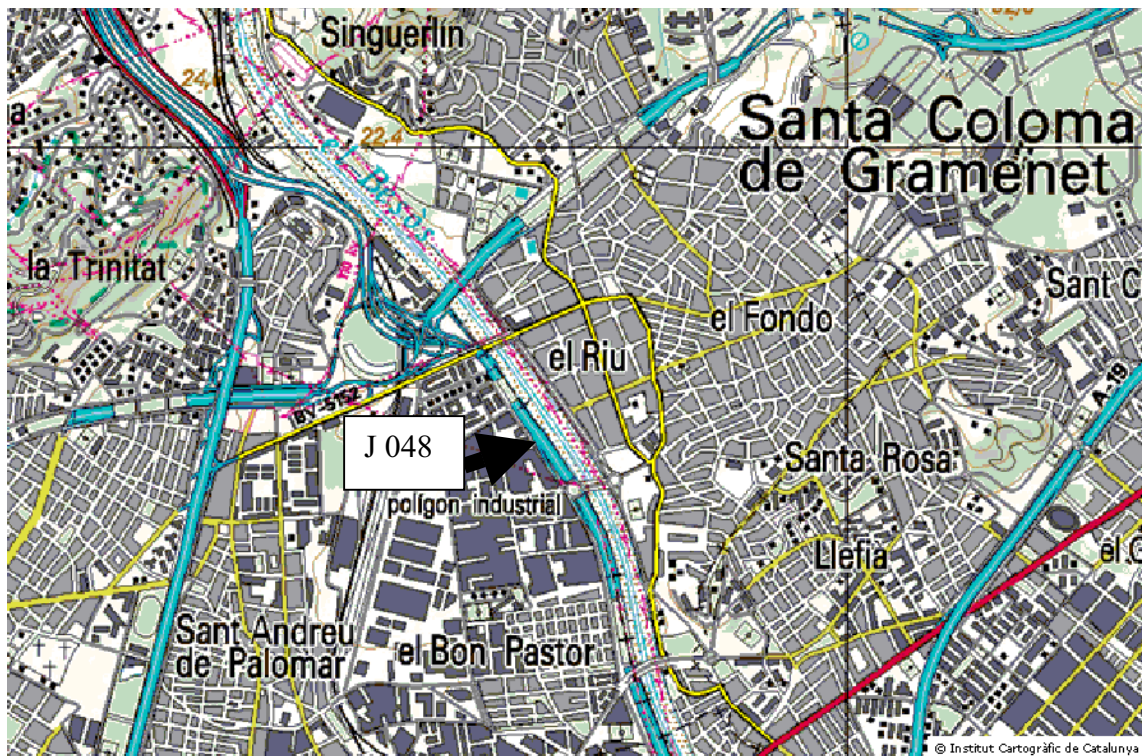 Singuerlín
24,
22.4
Santa Coloma
de Gramenet
el Besòs
la Trinitat
Sant C
el Fondo
el Riu
A-19
BV-5152
J 048
Santa Rosa
polígon industrial
Llefià
el
Sant Andreu
de Palomar
el Bon Pastor
© Institut Cartogràfic de Catalunya